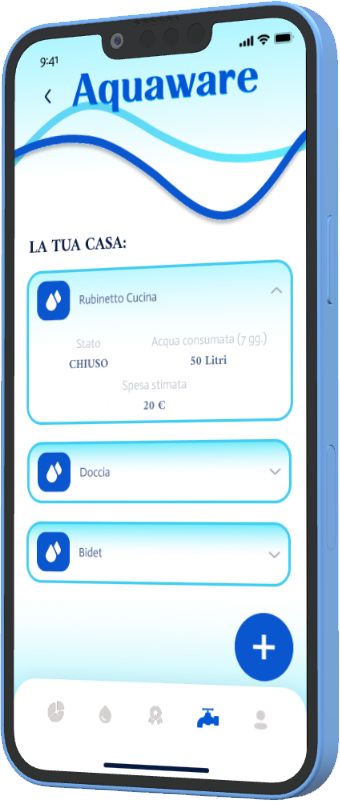 9:41
Aquaware
LA TUA CASA:
Rubinetto Cucina
Stato Acqua consumata (7 gg.)
CHIUSO 50 Litri
Spesa stimata
20 €
Doccia
Bidet